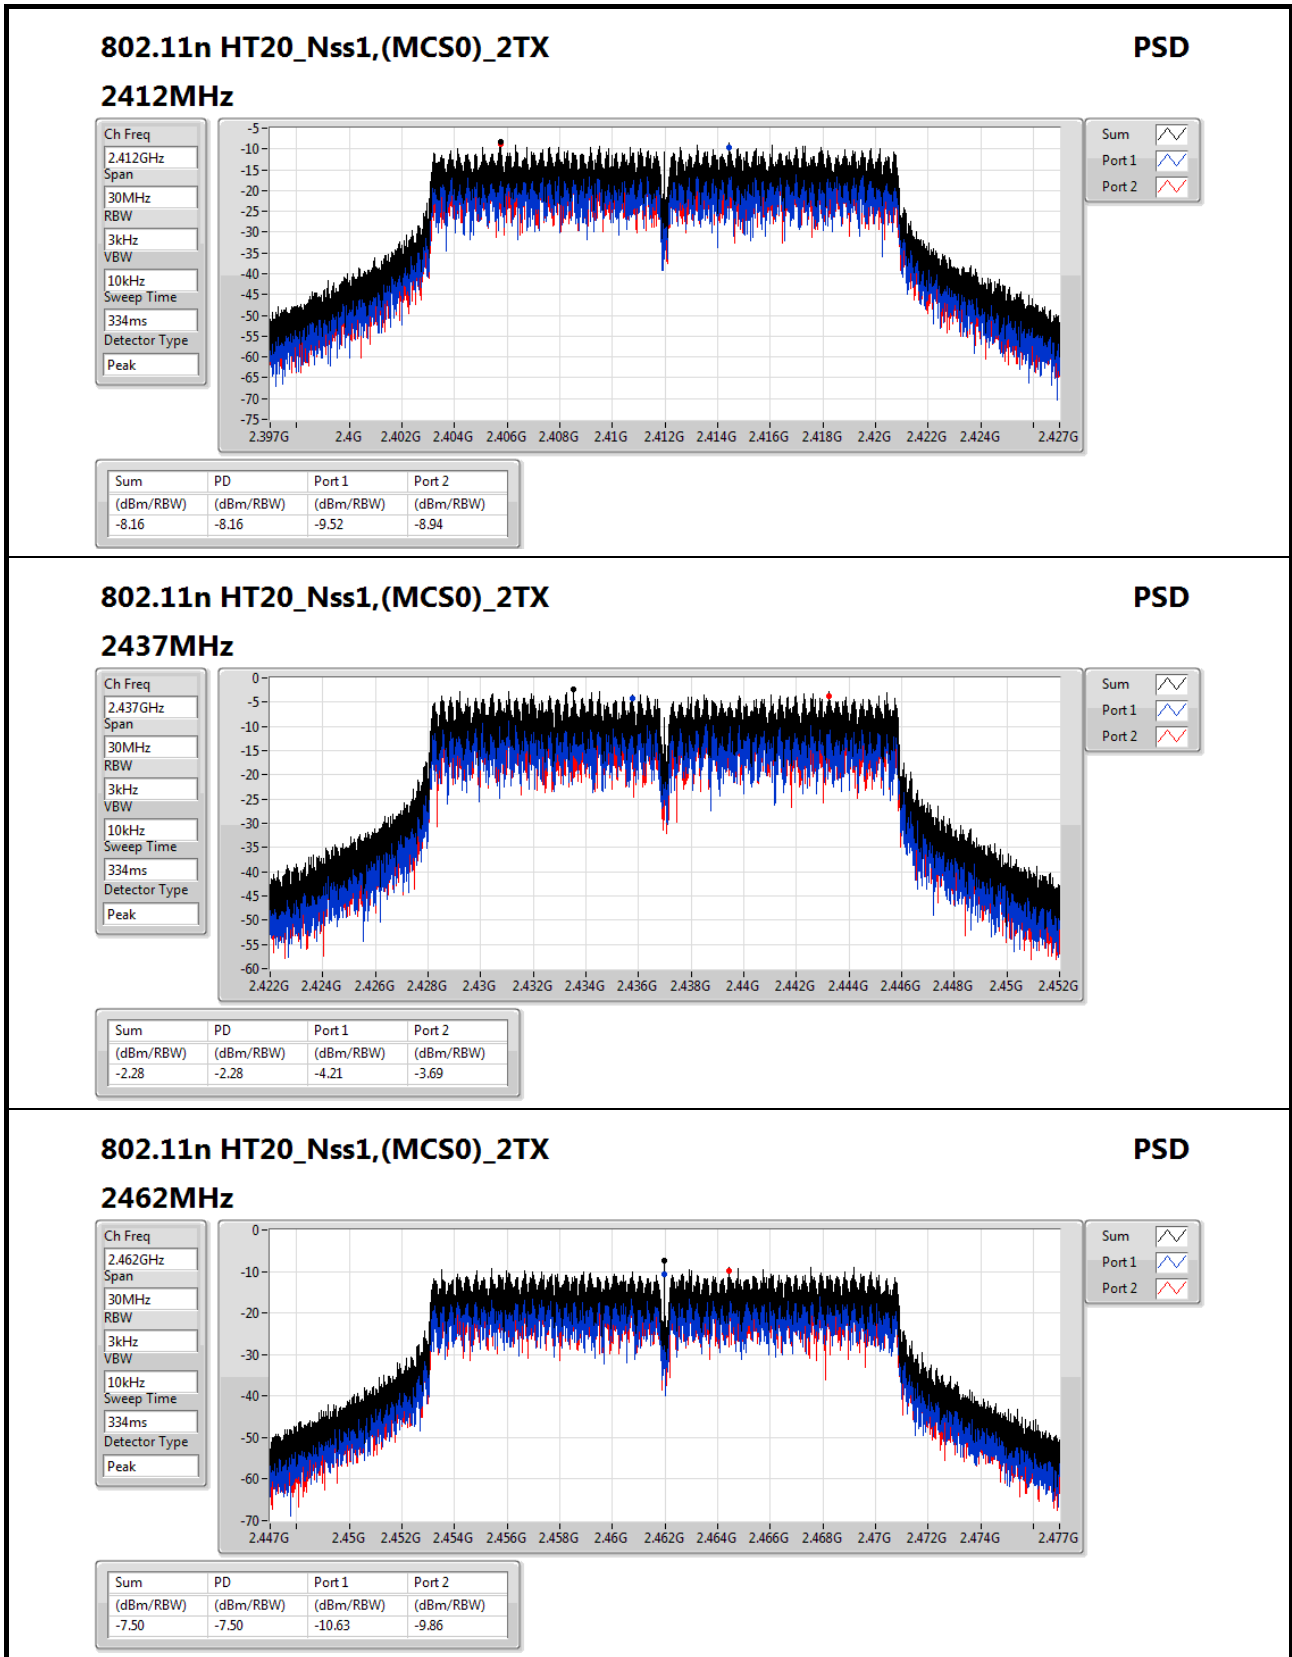 802.11n HT20_Nss1,(MCS0)_2TX PSD
2412MHz
Ch Freq
2.412GHz
Span
30MHz
RBW
3kHz
VBW
10kHz
Sweep Time
334ms
Detector Type
Peak
-5
-10
-15
-20
-25
-30
-35
-40
-45
-50
-55
-60
-65
-70
-75
2.397G 2.4G 2.402G 2.404G 2.406G 2.408G 2.41G 2.412G 2.414G 2.416G 2.418G 2.42G 2.422G 2.424G 2.427G
Sum
Port 1
Port 2
Sum PD Port 1 Port 2
(dBm/RBW) (dBm/RBW) (dBm/RBW) (dBm/RBW)
-8.16 -8.16 -9.52 -8.94
802.11n HT20_Nss1,(MCS0)_2TX PSD
2437MHz
Ch Freq
2.437GHz
Span
30MHz
RBW
3kHz
VBW
10kHz
Sweep Time
334ms
Detector Type
Peak
0
-5
-10
-15
-20
-25
-30
-35
-40
-45
-50
-55
-60
2.422G 2.424G 2.426G 2.428G 2.43G 2.432G 2.434G 2.436G 2.438G 2.44G 2.442G 2.444G 2.446G 2.448G 2.45G 2.452G
Sum
Port 1
Port 2
Sum PD Port 1 Port 2
(dBm/RBW) (dBm/RBW) (dBm/RBW) (dBm/RBW)
-2.28 -2.28 -4.21 -3.69
802.11n HT20_Nss1,(MCS0)_2TX PSD
2462MHz
Ch Freq
2.462GHz
Span
30MHz
RBW
3kHz
VBW
10kHz
Sweep Time
334ms
Detector Type
Peak
0
-10
-20
-30
-40
-50
-60
-70
2.447G 2.45G 2.452G 2.454G 2.456G 2.458G 2.46G 2.462G 2.464G 2.466G 2.468G 2.47G 2.472G 2.474G 2.477G
Sum
Port 1
Port 2
Sum PD Port 1 Port 2
(dBm/RBW) (dBm/RBW) (dBm/RBW) (dBm/RBW)
-7.50 -7.50 -10.63 -9.86